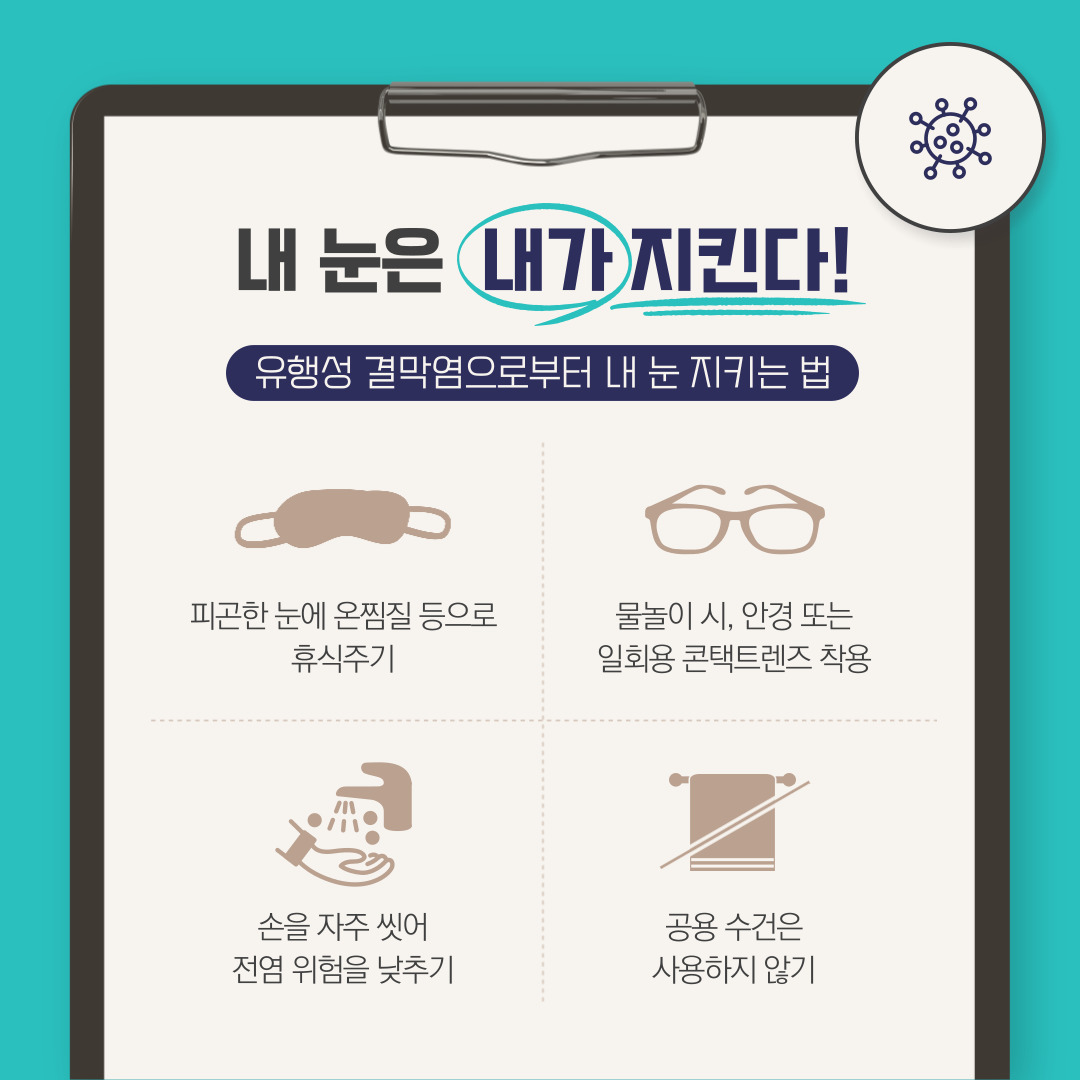 내 눈은 내가 지킨다!
유행성 결막염으로부터 내 눈 지키는 법
피곤한 눈에 온찜질 등으로
휴식주기
물놀이 시, 안경 또는
일회용 콘택트렌즈 착용
손을 자주 씻어
전염 위험을 낮추기
공용 수건은
사용하지 않기